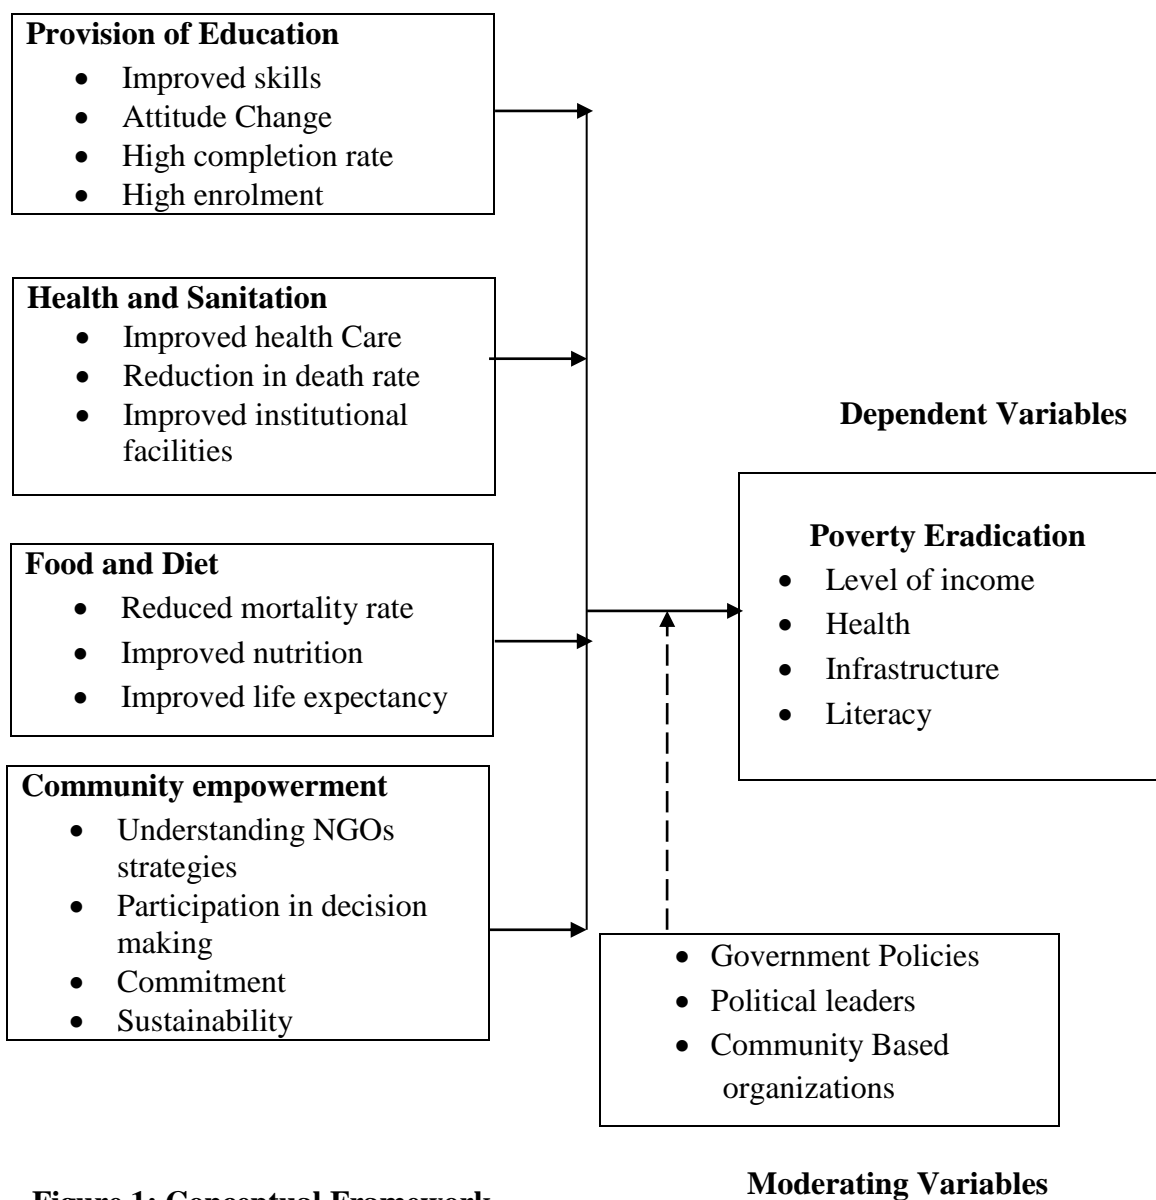 Provision of Education
• Improved skills
• Attitude Change
• High completion rate
• High enrolment
Health and Sanitation
• Improved health Care
• Reduction in death rate
• Improved institutional
facilities
Food and Diet
• Reduced mortality rate
• Improved nutrition
• Improved life expectancy
Community empowerment
• Understanding NGOs
strategies
• Participation in decision
making
• Commitment
• Sustainability
Dependent Variables
Poverty Eradication
• Level of income
• Health
• Infrastructure
• Literacy
• Government Policies
• Political leaders
• Community Based
organizations
Moderating Variables
Figure 1: Conceptual Framework